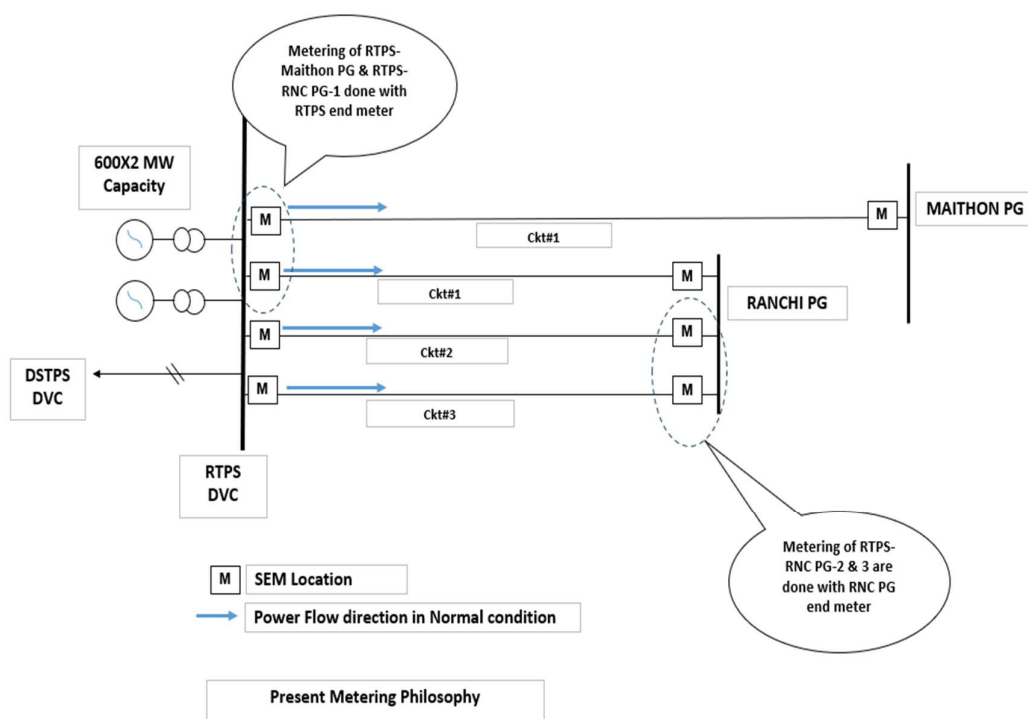 Metering of RTPS-
Maithon PG & RTPS-
RNC PG-1 done with
RTPS end meter
600X2 MW
Capacity
M
M
MAITHON PG
Ckt#1
M
M
RANCHI PG
Ckt#1
M
M
Ckt#2
DSTPS
DVC
M
M
Ckt#3
RTPS
DVC
Metering of RTPS-
RNC PG-2 & 3 are
done with RNC PG
end meter
M SEM Location
Power Flow direction in Normal condition
Present Metering Philosophy